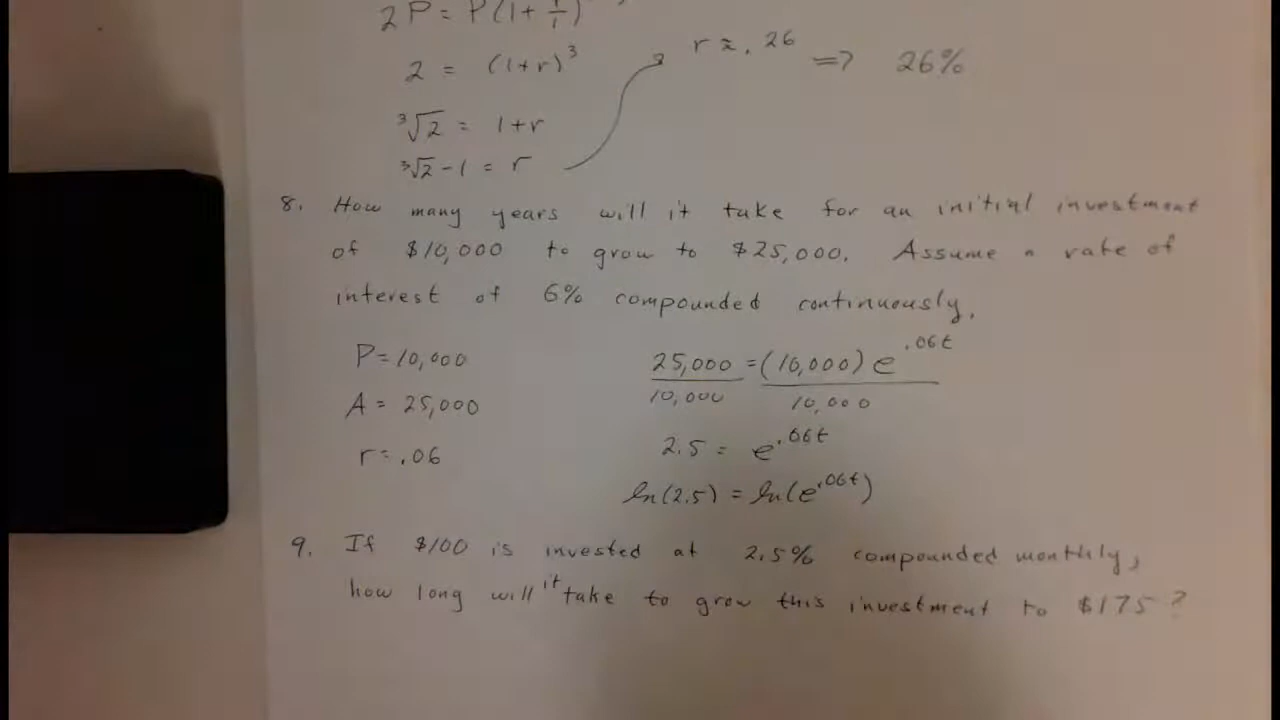 2P = P(1+ 1/1)
2 = (1+r)³
r ≈ .26 => 26%
³√2 = 1+r
³√2 - 1 = r
8. How many years will it take for an initial investment
of $10,000 to grow to $25,000. Assume a rate of
interest of 6% compounded continuously.
P=10,000
A = 25,000
r=.06
25,000/10,000 = (10,000)e^.06t/10,000
2.5 = e^.06t
ln(2.5) = ln(e^.06t)
9. If $100 is invested at 2.5% compounded monthly,
how long will it take to grow this investment to $175?